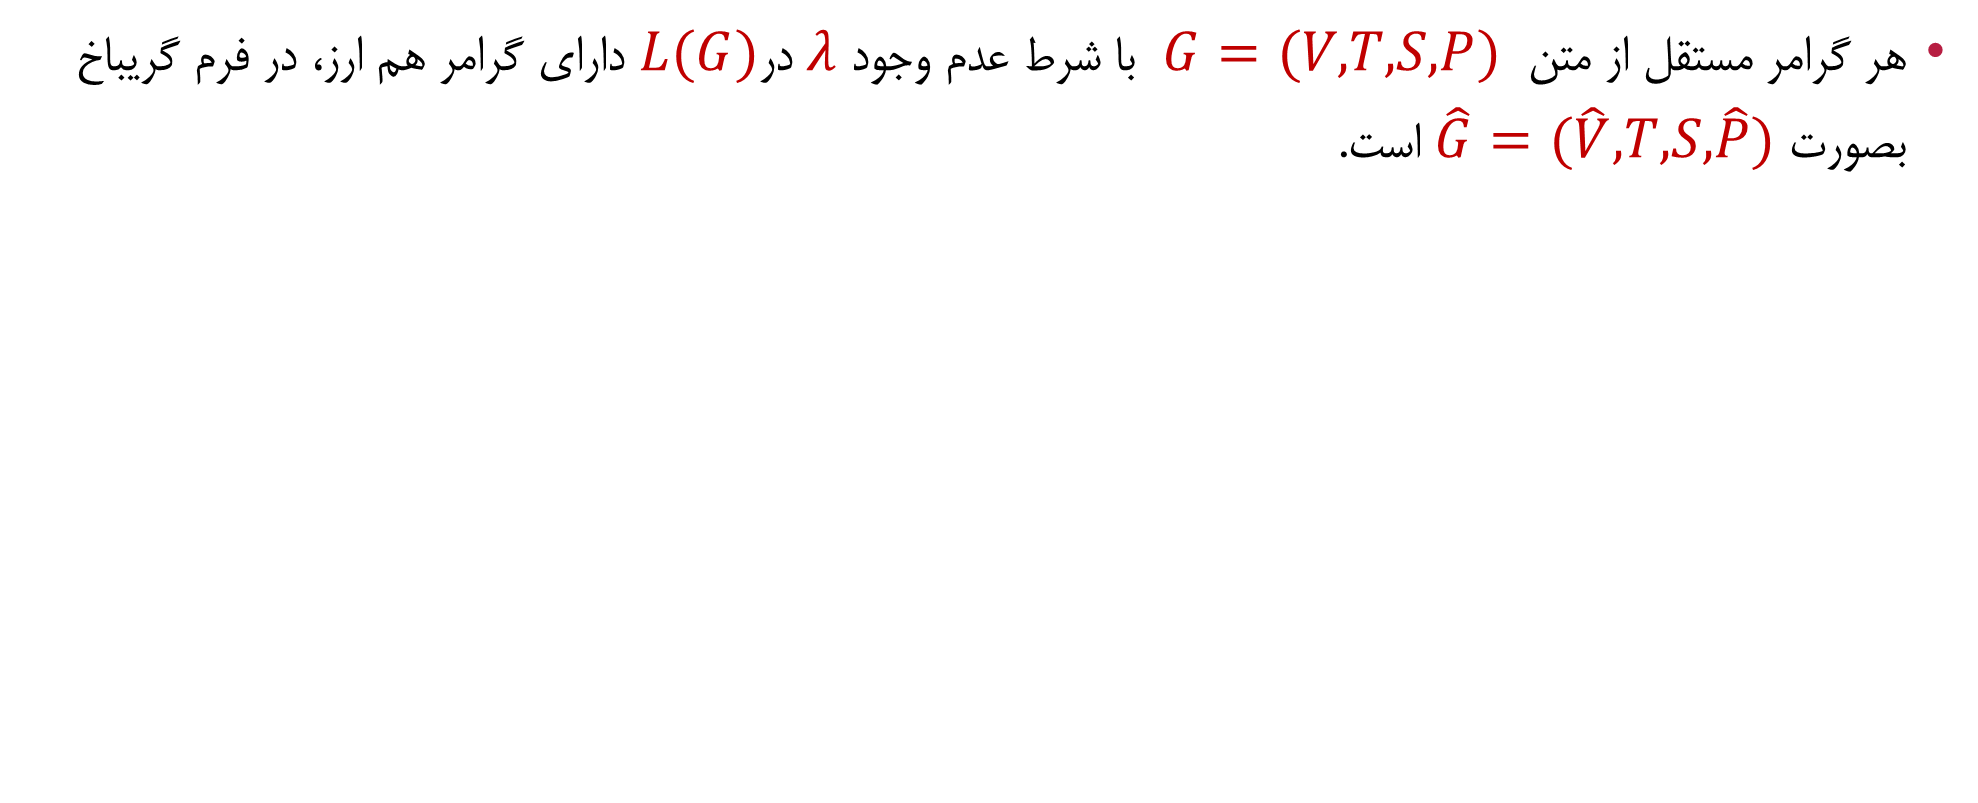 • هر گرامر مستقل از متن G = (V,T,S,P) با شرط عدم وجود λ در L(G) دارای گرامر هم ارز، در فرم گریباخ
بصورت Ĝ = (V̂,T,S,P̂) است.